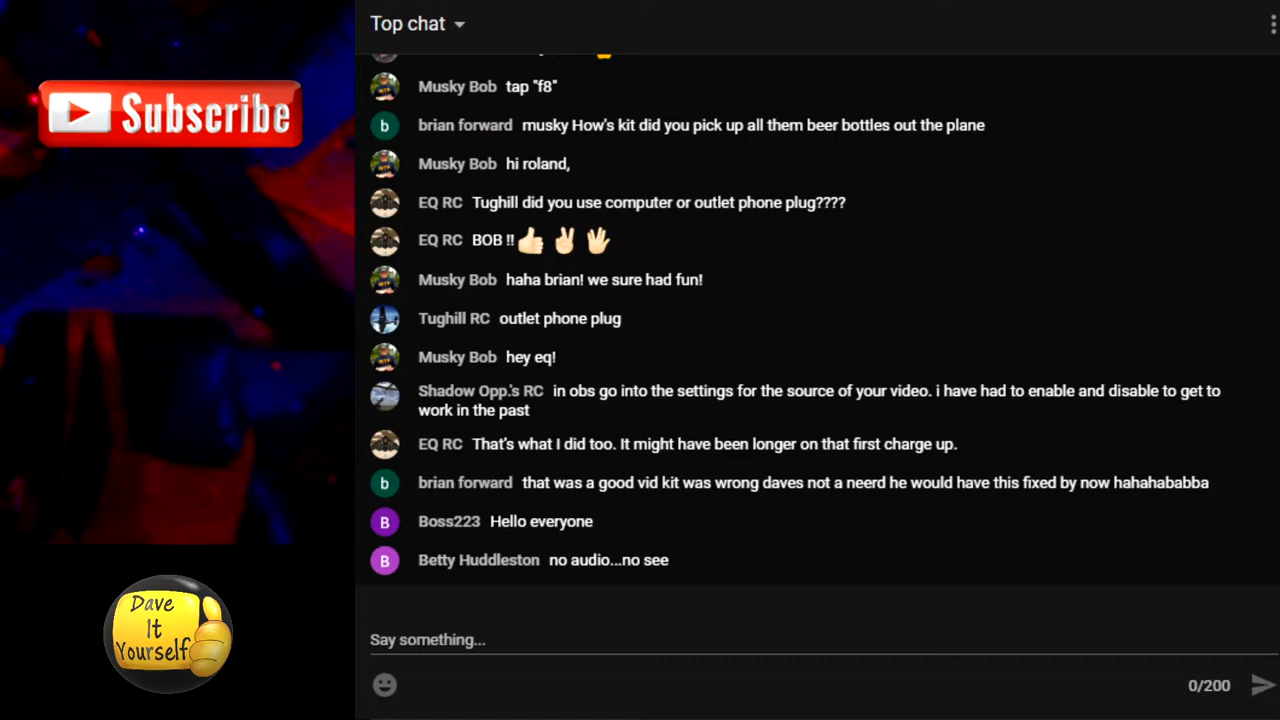 Top chat
Subscribe
Musky Bob tap "f8"
brian forward musky How's kit did you pick up all them beer bottles out the plane
Musky Bob hi roland,
EQ RC Tughill did you use computer or outlet phone plug????
EQ RC BOB !! 👍🏻 ✌🏻 🖖🏻
Musky Bob haha brian! we sure had fun!
Tughill RC outlet phone plug
Musky Bob hey eq!
Shadow Opp.'s RC in obs go into the settings for the source of your video. i have had to enable and disable to get to
work in the past
EQ RC That's what I did too. It might have been longer on that first charge up.
b brian forward that was a good vid kit was wrong daves not a neerd he would have this fixed by now hahahababba
B Boss223 Hello everyone
B Betty Huddleston no audio...no see
Dave
It
Yourself
Say something...
0/200